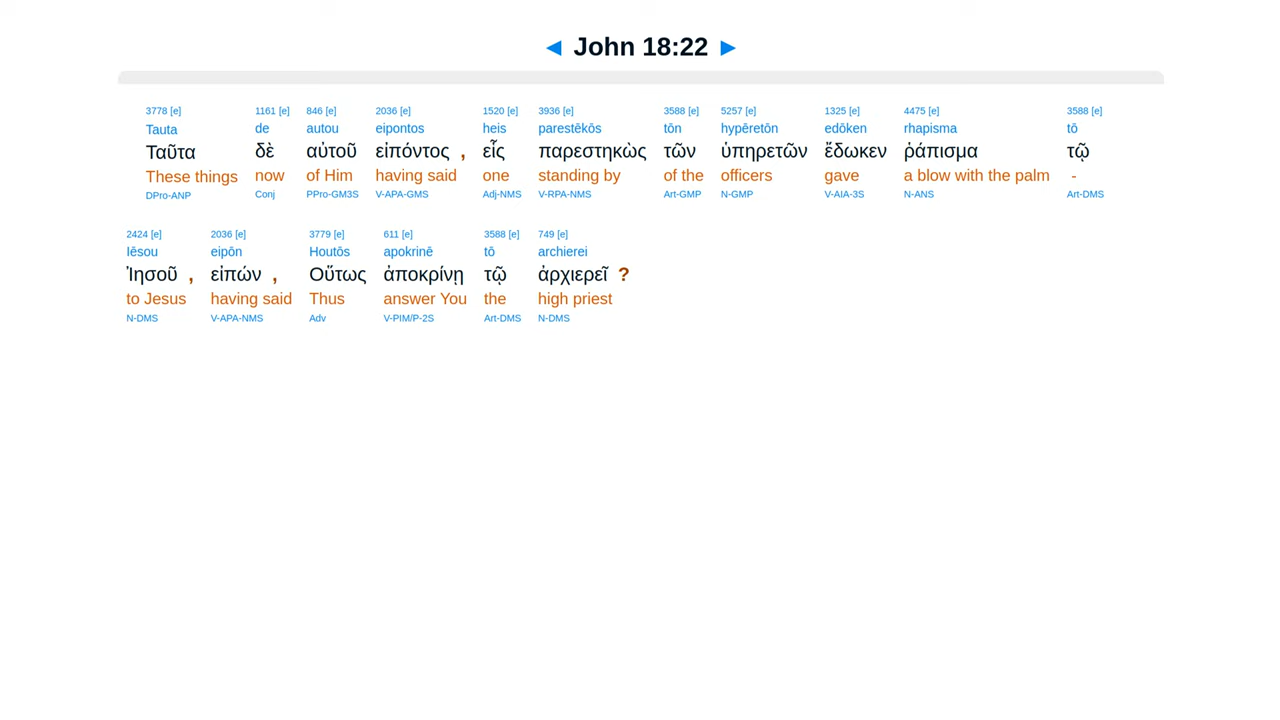 ◄ John 18:22 ►
3778 [e] 1161 [e] 846 [e] 2036 [e] 1520 [e] 3936 [e] 3588 [e] 5257 [e] 1325 [e] 4475 [e] 3588 [e]
Tauta de autou eipontos heis parestēkōs tōn hypēretōn edōken rhapisma tō
Ταῦτα δὲ αὐτοῦ εἰπόντος , εἷς παρεστηκὼς τῶν ὑπηρετῶν ἔδωκεν ῥάπισμα τῷ
These things now of Him having said one standing by of the officers gave a blow with the palm -
DPro-ANP Conj PPro-GM3S V-APA-GMS Adj-NMS V-RPA-NMS Art-GMP N-GMP V-AIA-3S N-ANS Art-DMS
2424 [e] 2036 [e] 3779 [e] 611 [e] 3588 [e] 749 [e]
Iēsou eipōn Houtōs apokrinē tō archierei
Ἰησοῦ , εἰπών , Οὕτως ἀποκρίνῃ τῷ ἀρχιερεῖ ?
to Jesus having said Thus answer You the high priest
N-DMS V-APA-NMS Adv V-PIM/P-2S Art-DMS N-DMS